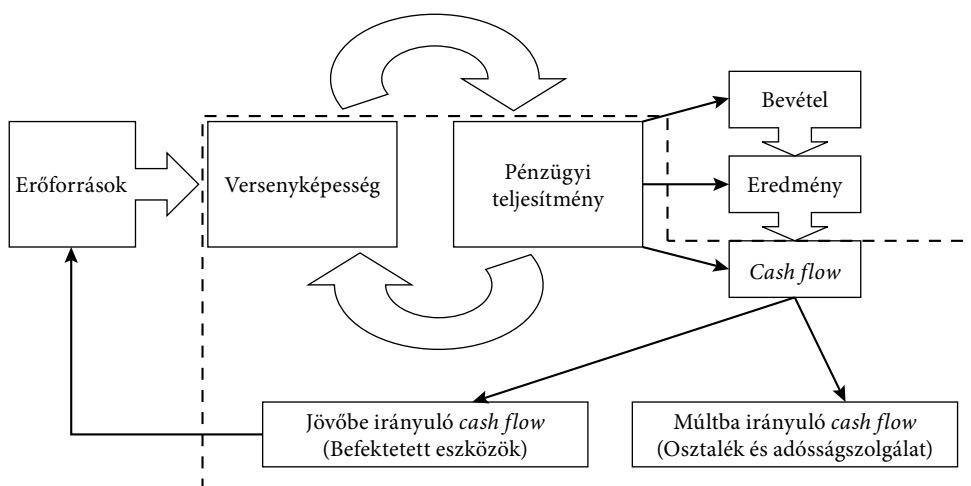 Bevétel
Erőforrások
Versenyképesség
Pénzügyi
teljesítmény
Eredmény
Cash flow
Jövőbe irányuló cash flow
(Befektetett eszközök)
Múltba irányuló cash flow
(Osztalék és adósságszolgálat)